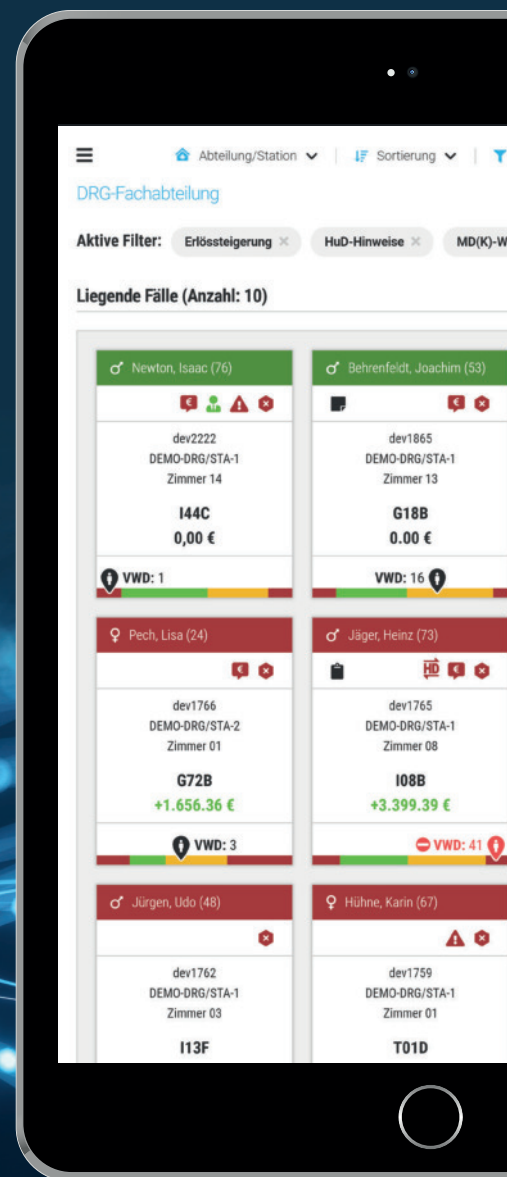 Abteilung/Station Sortierung
DRG-Fachabteilung
Aktive Filter: Erlössteigerung HuD-Hinweise MD(K)-W
Liegende Fälle (Anzahl: 10)
Newton, Isaac (76)
€
dev2222
DEMO-DRG/STA-1
Zimmer 14
I44C
0,00 €
VWD: 1
Behrenfeldt, Joachim (53)
€
dev1865
DEMO-DRG/STA-1
Zimmer 13
G18B
0.00 €
VWD: 16
Pech, Lisa (24)
€
dev1766
DEMO-DRG/STA-2
Zimmer 01
G72B
+1.656.36 €
VWD: 3
Jäger, Heinz (73)
HD €
dev1765
DEMO-DRG/STA-1
Zimmer 08
I08B
+3.399.39 €
VWD: 41
Jürgen, Udo (48)
dev1762
DEMO-DRG/STA-1
Zimmer 03
I13F
Hühne, Karin (67)
dev1759
DEMO-DRG/STA-1
Zimmer 01
T01D